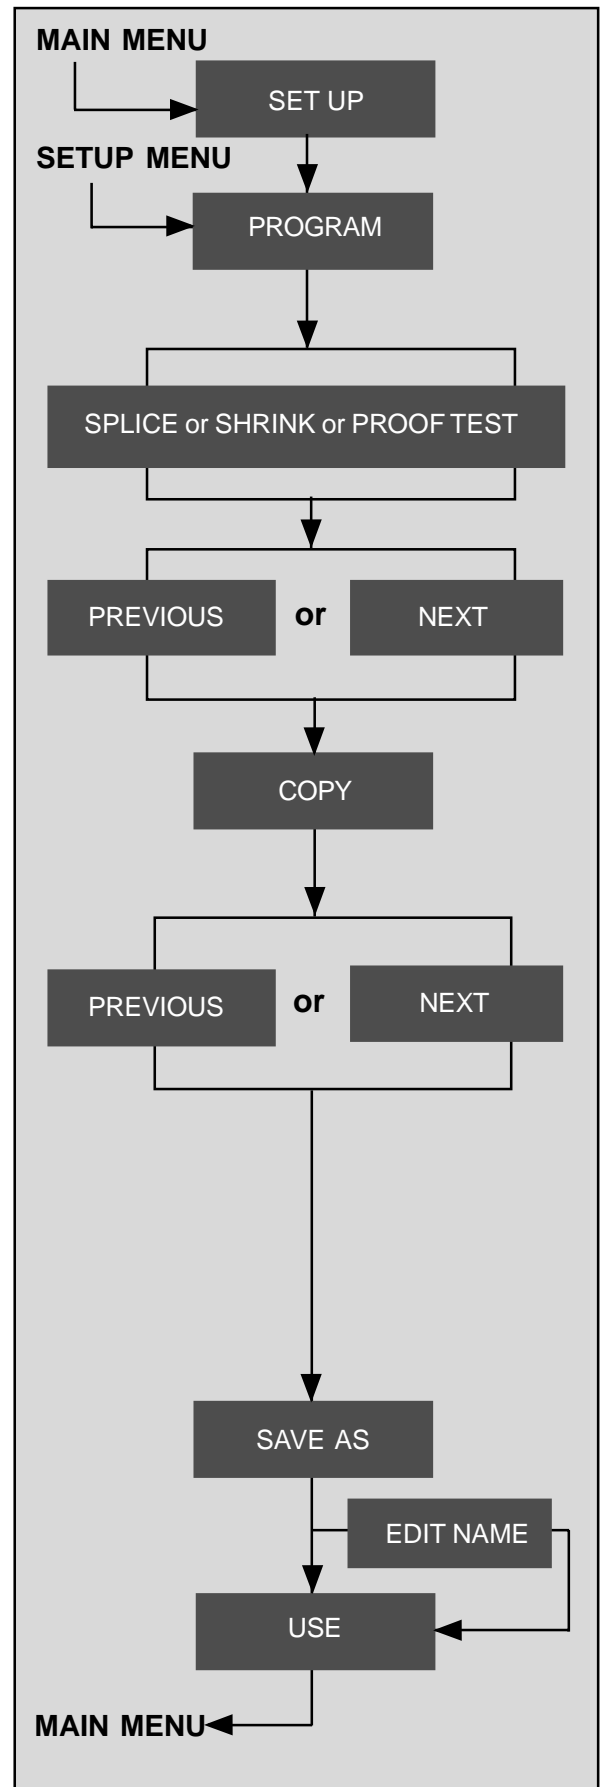 MAIN MENU
SET UP
SETUP MENU
PROGRAM
SPLICE or SHRINK or PROOF TEST
PREVIOUS or NEXT
COPY
PREVIOUS or NEXT
SAVE AS
EDIT NAME
USE
MAIN MENU